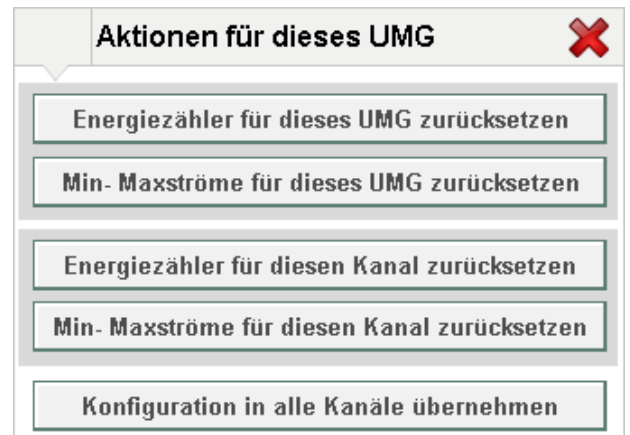 Aktionen für dieses UMG
Energiezähler für dieses UMG zurücksetzen
Min- Maxströme für dieses UMG zurücksetzen
Energiezähler für diesen Kanal zurücksetzen
Min- Maxströme für diesen Kanal zurücksetzen
Konfiguration in alle Kanäle übernehmen